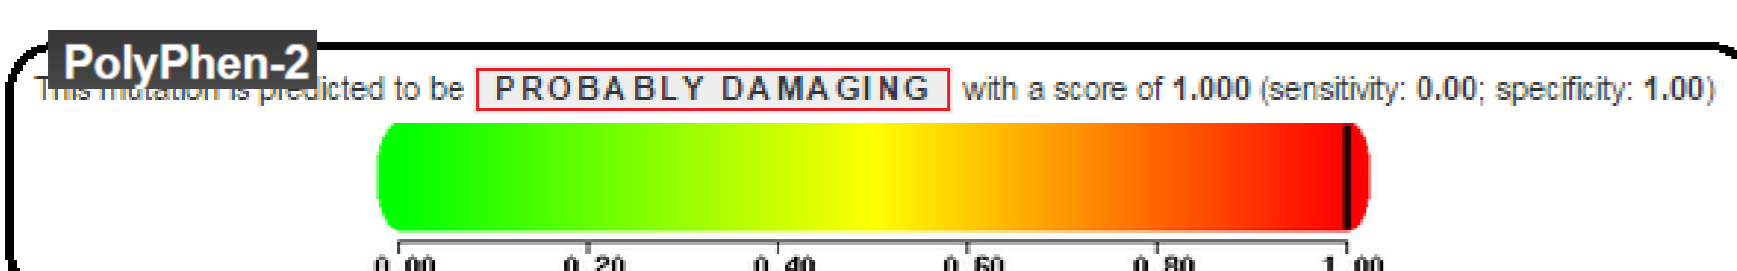 PolyPhen-2
This mutation is predicted to be PROBABLY DAMAGING with a score of 1.000 (sensitivity: 0.00; specificity: 1.00)
0.00 0.20 0.40 0.60 0.80 1.00